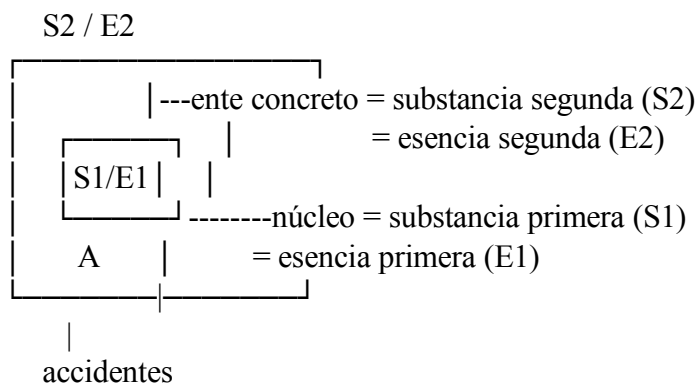 S2 / E2
---ente concreto = substancia segunda (S2)
= esencia segunda (E2)
S1/E1
--------núcleo = substancia primera (S1)
A = esencia primera (E1)
accidentes